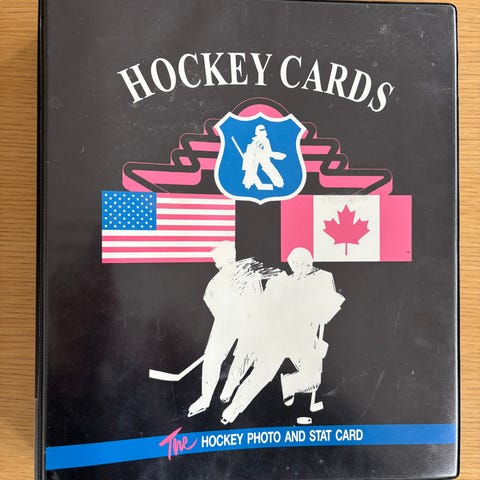 HOCKEY CARDS
The HOCKEY PHOTO AND STAT CARD